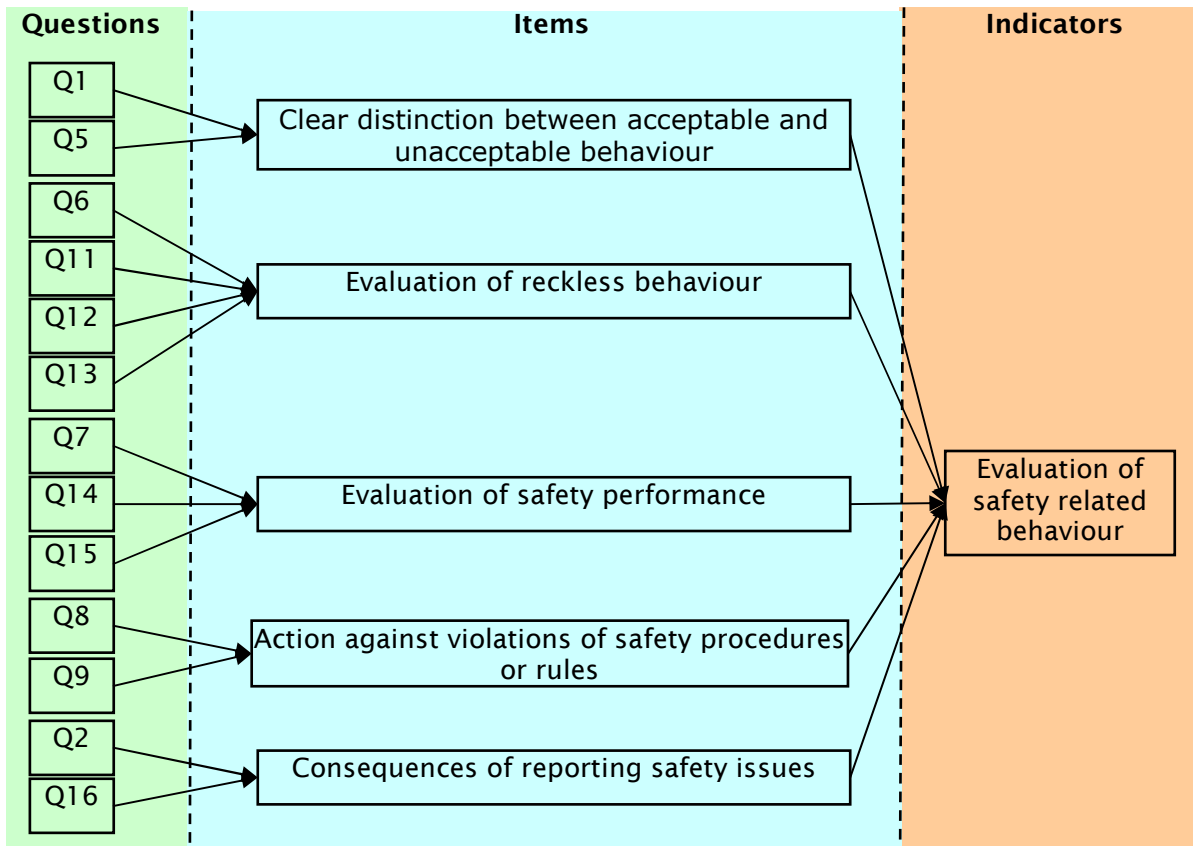 Questions
Items
Indicators
Q1
Q5
Q6
Q11
Q12
Q13
Q7
Q14
Q15
Q8
Q9
Q2
Q16
Clear distinction between acceptable and
unacceptable behaviour
Evaluation of reckless behaviour
Evaluation of safety performance
Action against violations of safety procedures
or rules
Consequences of reporting safety issues
Evaluation of
safety related
behaviour